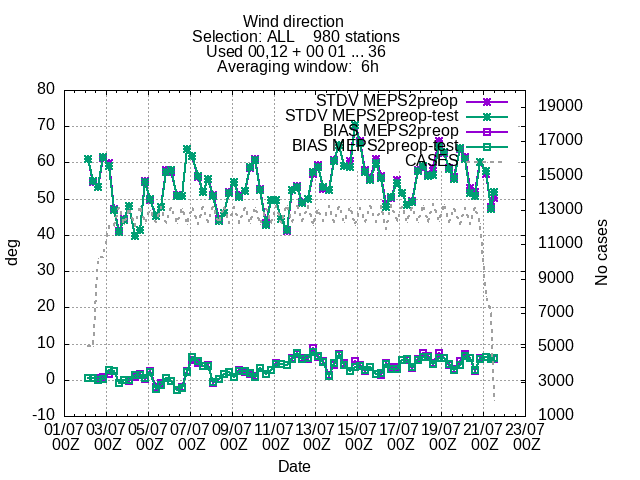 Wind direction
Selection: ALL 980 stations
Used 00,12 + 00 01 ... 36
Averaging window: 6h
80
70
60
50
40
30
20
10
0
-10
deg
STDV MEPS2preop
STDV MEPS2preop-test
BIAS MEPS2preop
BIAS MEPS2preop-test
CASES
19000
17000
15000
13000
11000
9000
7000
5000
3000
1000
No cases
01/07 03/07 05/07 07/07 09/07 11/07 13/07 15/07 17/07 19/07 21/07 23/07
00Z 00Z 00Z 00Z 00Z 00Z 00Z 00Z 00Z 00Z 00Z 00Z
Date